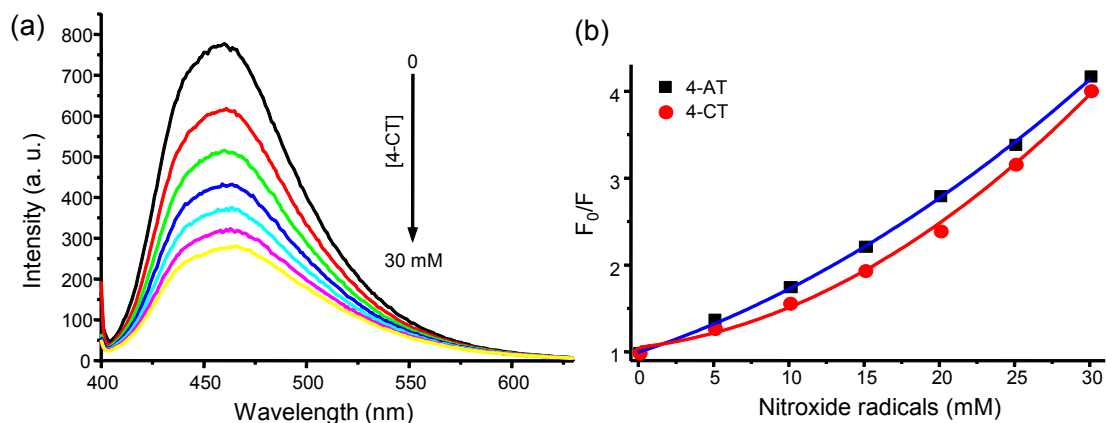 (a)
800
700
600
500
400
300
200
100
0
400
450
500
550
600
Intensity (a. u.)
Wavelength (nm)
0
[4-CT]
30 mM
(b)
4-AT
4-CT
4
3
2
1
0
5
10
15
20
25
30
F0/F
Nitroxide radicals (mM)